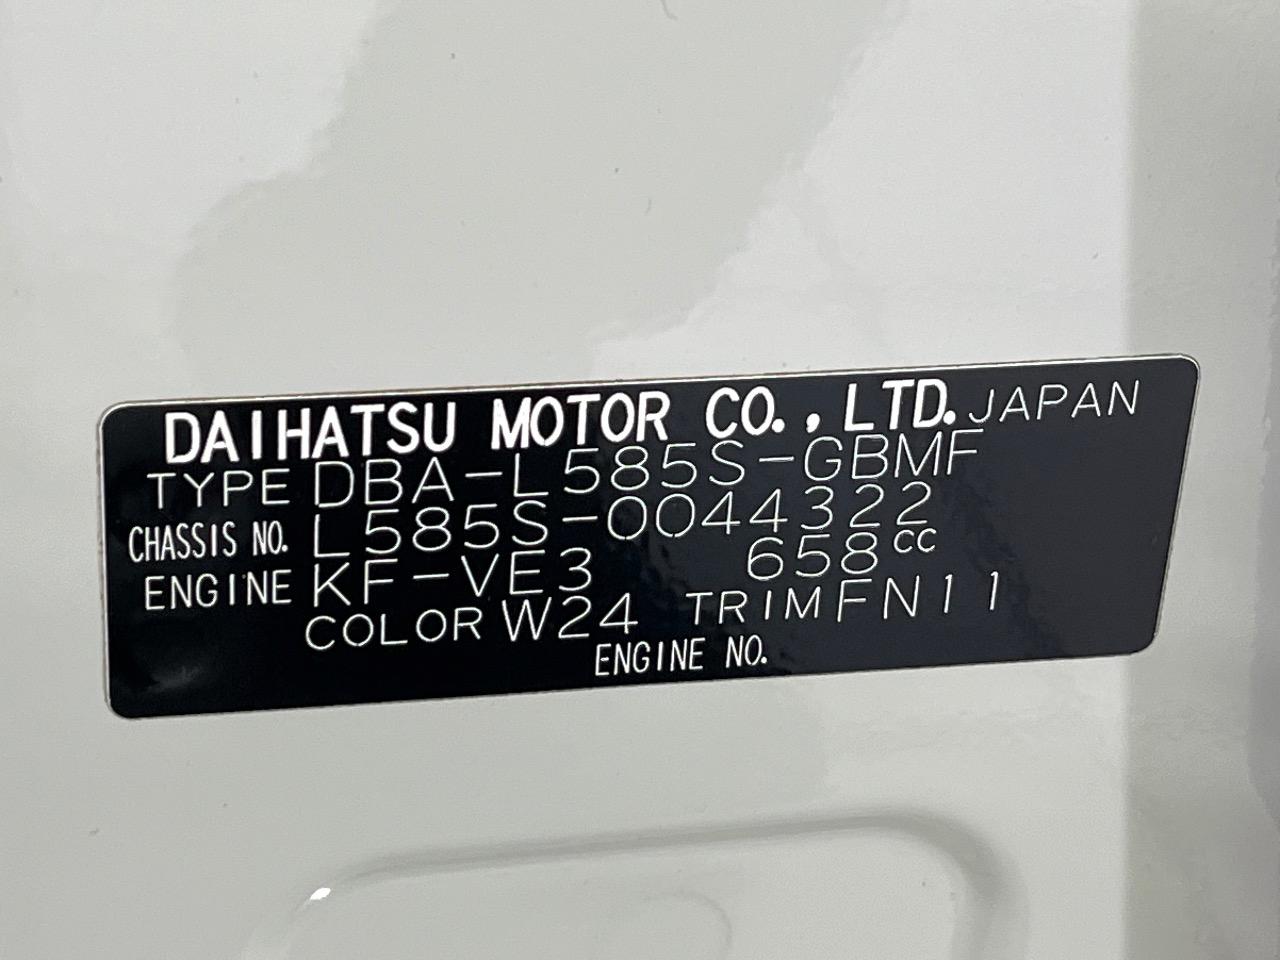 DAIHATSU MOTOR CO., LTD. JAPAN
TYPE DBA-L585S-GBMF
CHASSIS NO. L585S-0044322
ENGINE KF-VE3 658cc
COLOR W24 TRIM FN11
ENGINE NO.